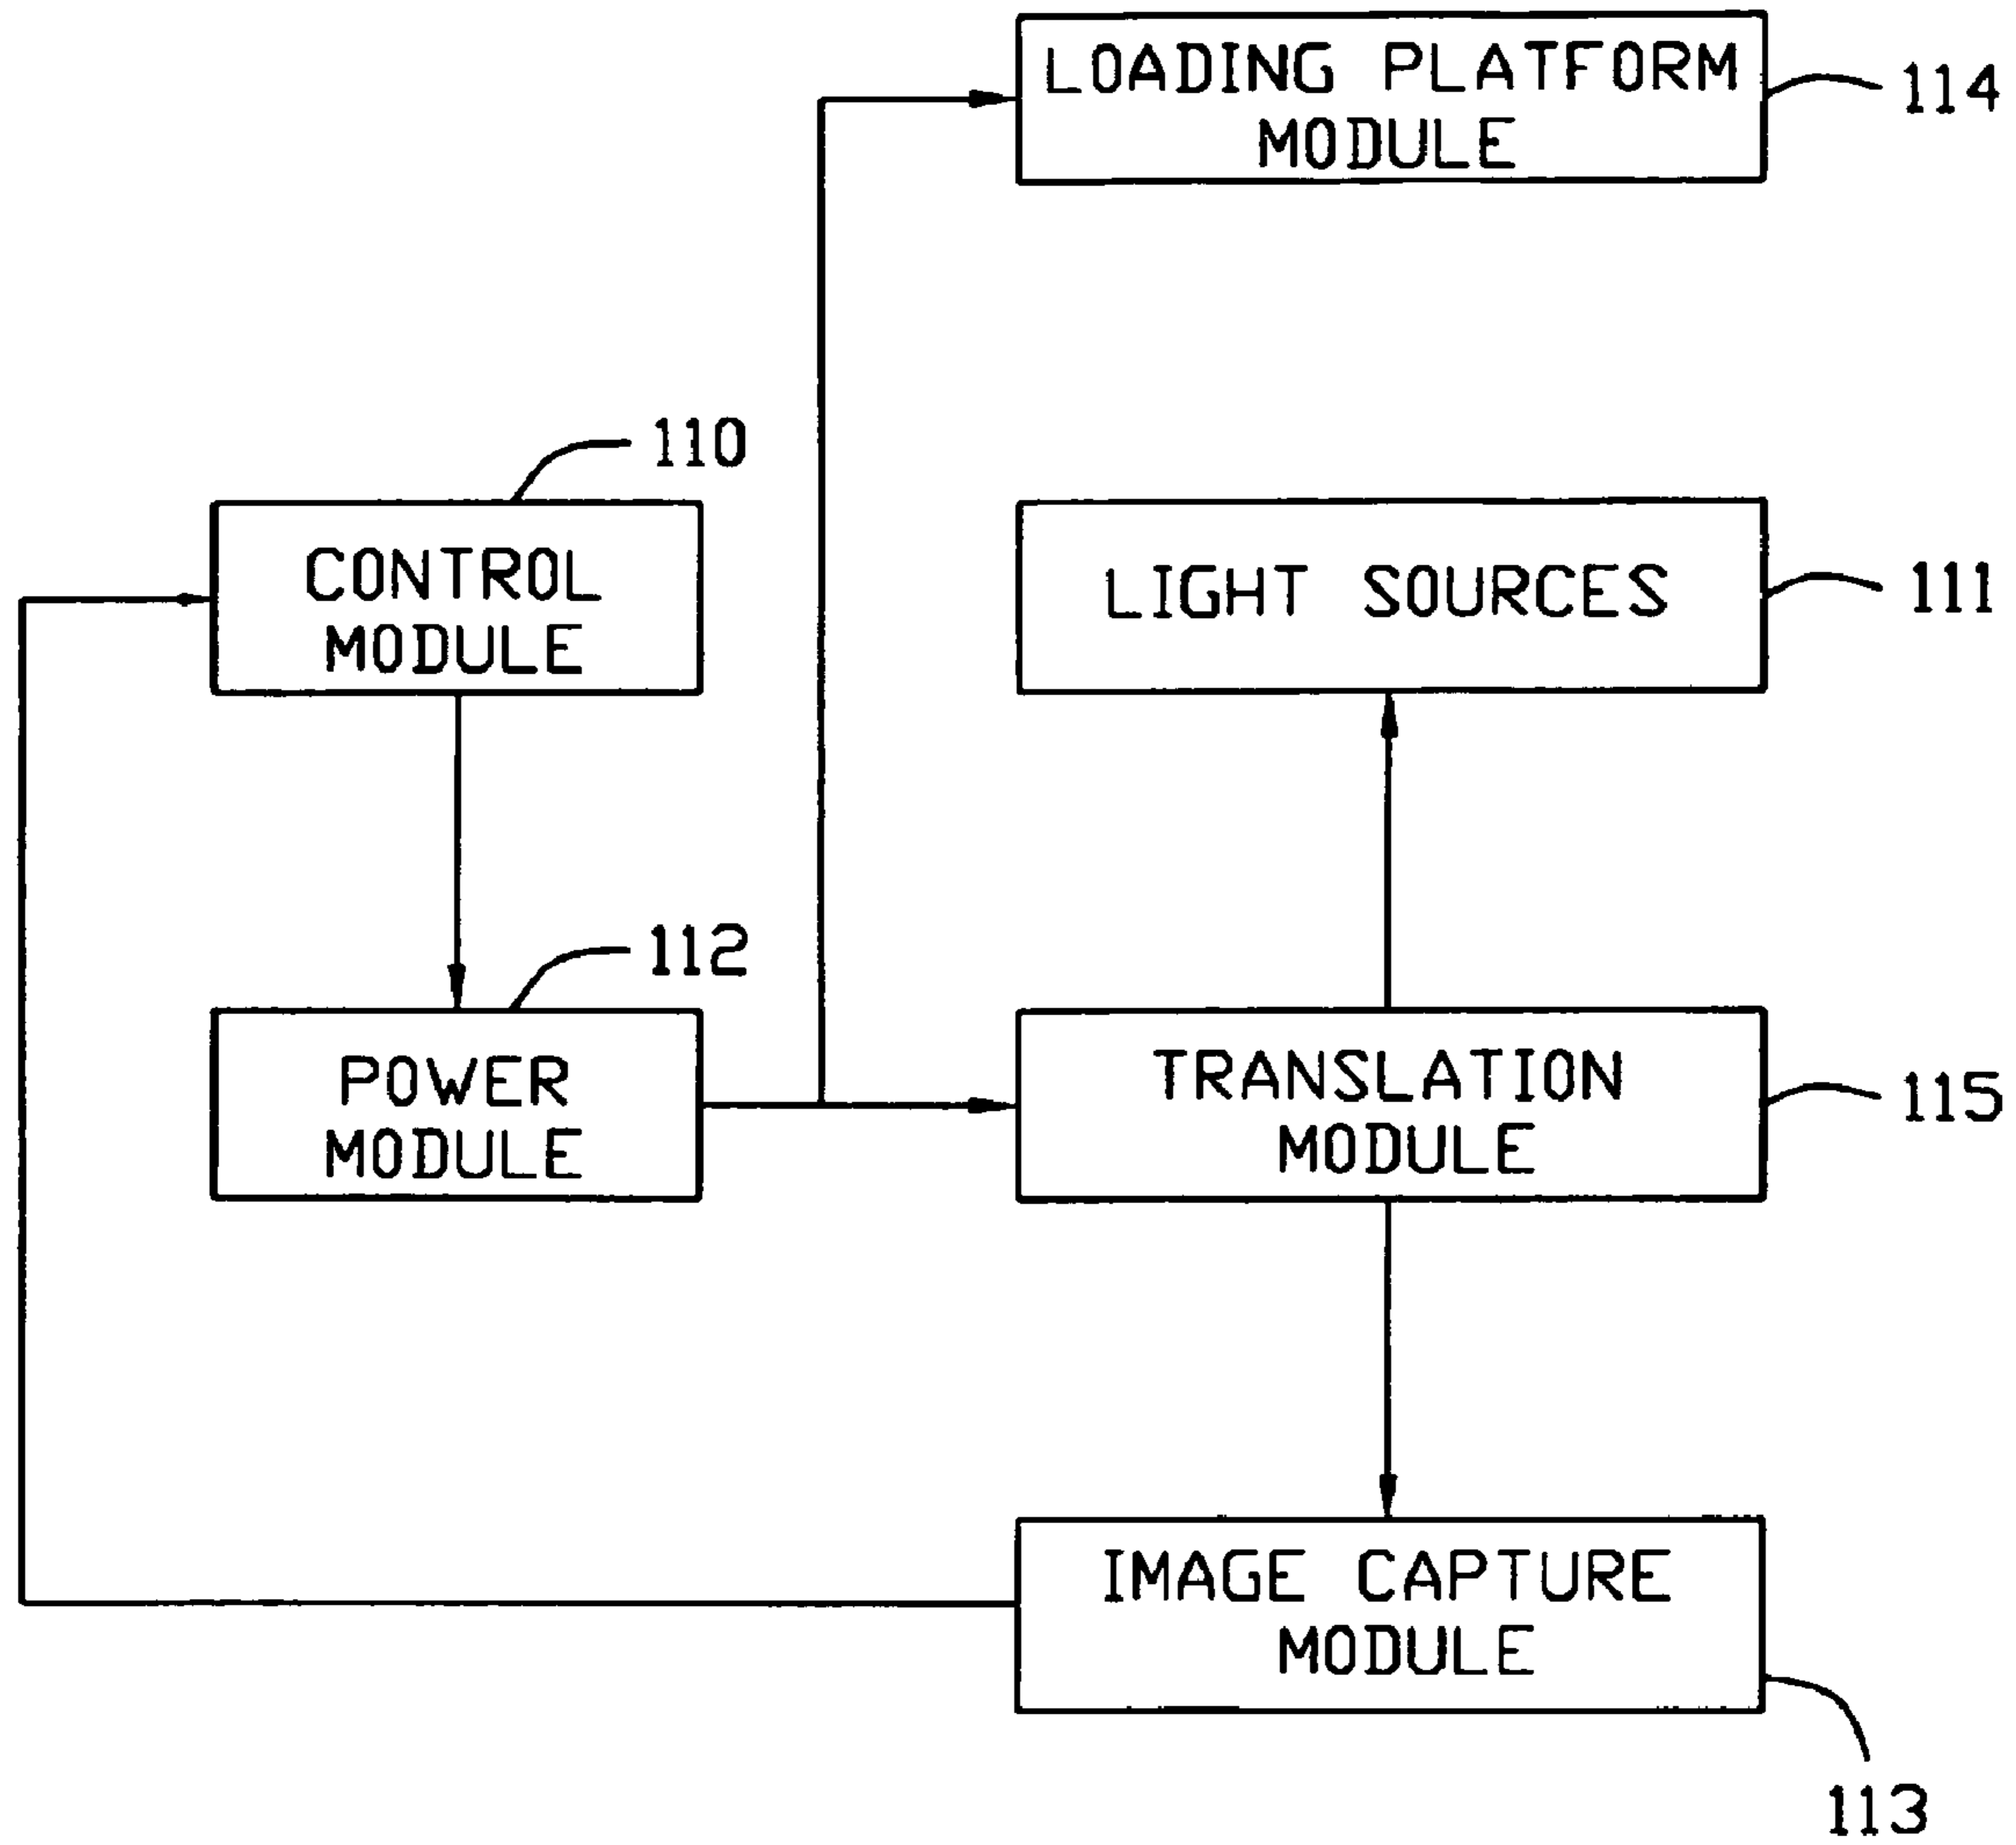 LOADING PLATFORM
MODULE
114
110
CONTROL
MODULE
LIGHT SOURCES
111
112
POWER
MODULE
TRANSLATION
MODULE
115
IMAGE CAPTURE
MODULE
113